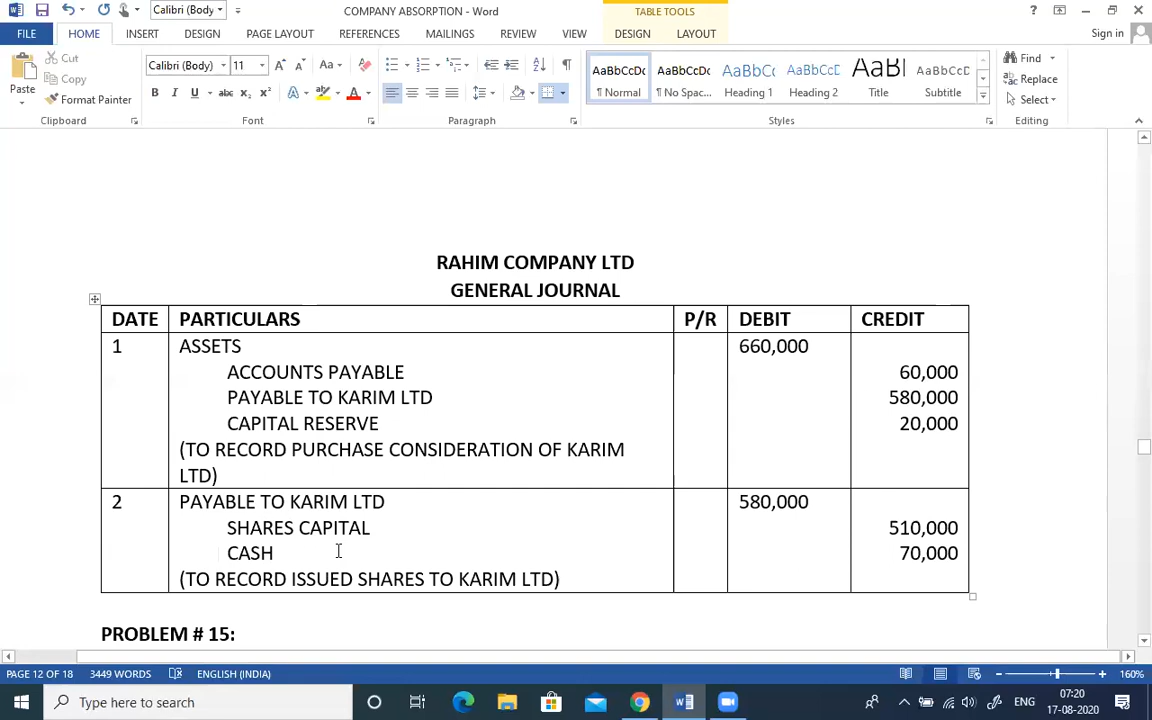 Calibri (Body
COMPANY ABSORPTION - Word
TABLE TOOLS
FILE HOME INSERT DESIGN PAGE LAYOUT REFERENCES MAILINGS REVIEW VIEW DESIGN LAYOUT Sign in
Paste
Cut
Copy
Format Painter
Calibri (Body) 11
AaBbCcDc AaBbCcDc AaBbCc AaBbCc AaBbl AaBbCcD
¶ Normal ¶ No Spac... Heading 1 Heading 2 Title Subtitle
Find
Replace
Select
Clipboard Font Paragraph Styles Editing
RAHIM COMPANY LTD
GENERAL JOURNAL
DATE PARTICULARS P/R DEBIT CREDIT
1 ASSETS 660,000
ACCOUNTS PAYABLE 60,000
PAYABLE TO KARIM LTD 580,000
CAPITAL RESERVE 20,000
(TO RECORD PURCHASE CONSIDERATION OF KARIM
LTD)
2 PAYABLE TO KARIM LTD 580,000
SHARES CAPITAL 510,000
CASH 70,000
(TO RECORD ISSUED SHARES TO KARIM LTD)
PROBLEM # 15:
PAGE 12 OF 18 3449 WORDS ENGLISH (INDIA) 160%
Type here to search
ENG
07:20
17-08-2020